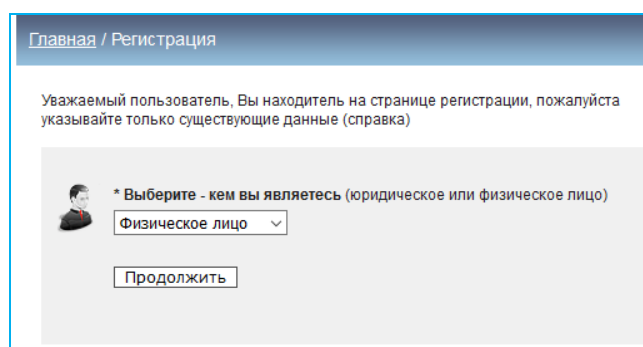 Главная / Регистрация
Уважаемый пользователь, Вы находитель на странице регистрации, пожалуйста
указывайте только существующие данные (справка)
* Выберите - кем вы являетесь (юридическое или физическое лицо)
Физическое лицо
Продолжить